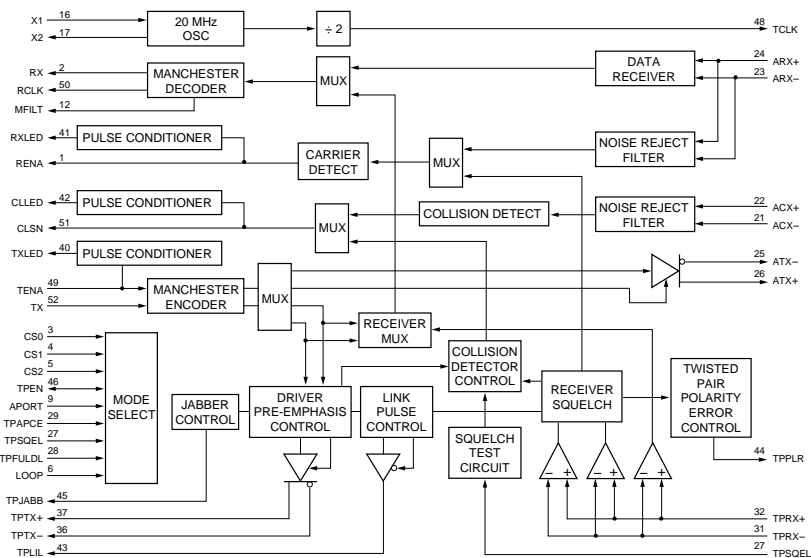 X1 16
X2 17
20 MHz
OSC
÷ 2
48 TCLK
RX 2
RCLK 50
MFILT 12
MANCHESTER
DECODER
MUX
DATA
RECEIVER
24 ARX+
23 ARX–
RXLED 41
PULSE CONDITIONER
RENA 1
CARRIER
DETECT
MUX
NOISE REJECT
FILTER
CLLED 42
PULSE CONDITIONER
CLSN 51
MUX
COLLISION DETECT
NOISE REJECT
FILTER
22 ACX+
21 ACX–
TXLED 40
PULSE CONDITIONER
25 ATX–
26 ATX+
TENA 49
TX 52
MANCHESTER
ENCODER
MUX
RECEIVER
MUX
CS0 3
CS1 4
CS2 5
TPEN 46
APORT 9
TPAPCE 29
TPSQEL 27
TPFULDL 28
LOOP 6
MODE
SELECT
JABBER
CONTROL
DRIVER
PRE-EMPHASIS
CONTROL
LINK
PULSE
CONTROL
COLLISION
DETECTOR
CONTROL
RECEIVER
SQUELCH
TWISTED
PAIR
POLARITY
ERROR
CONTROL
SQUELCH
TEST
CIRCUIT
44 TPPLR
– +
– +
– +
TPJABB 45
TPTX+ 37
TPTX– 36
TPLIL 43
32 TPRX+
31 TPRX–
27 TPSQEL